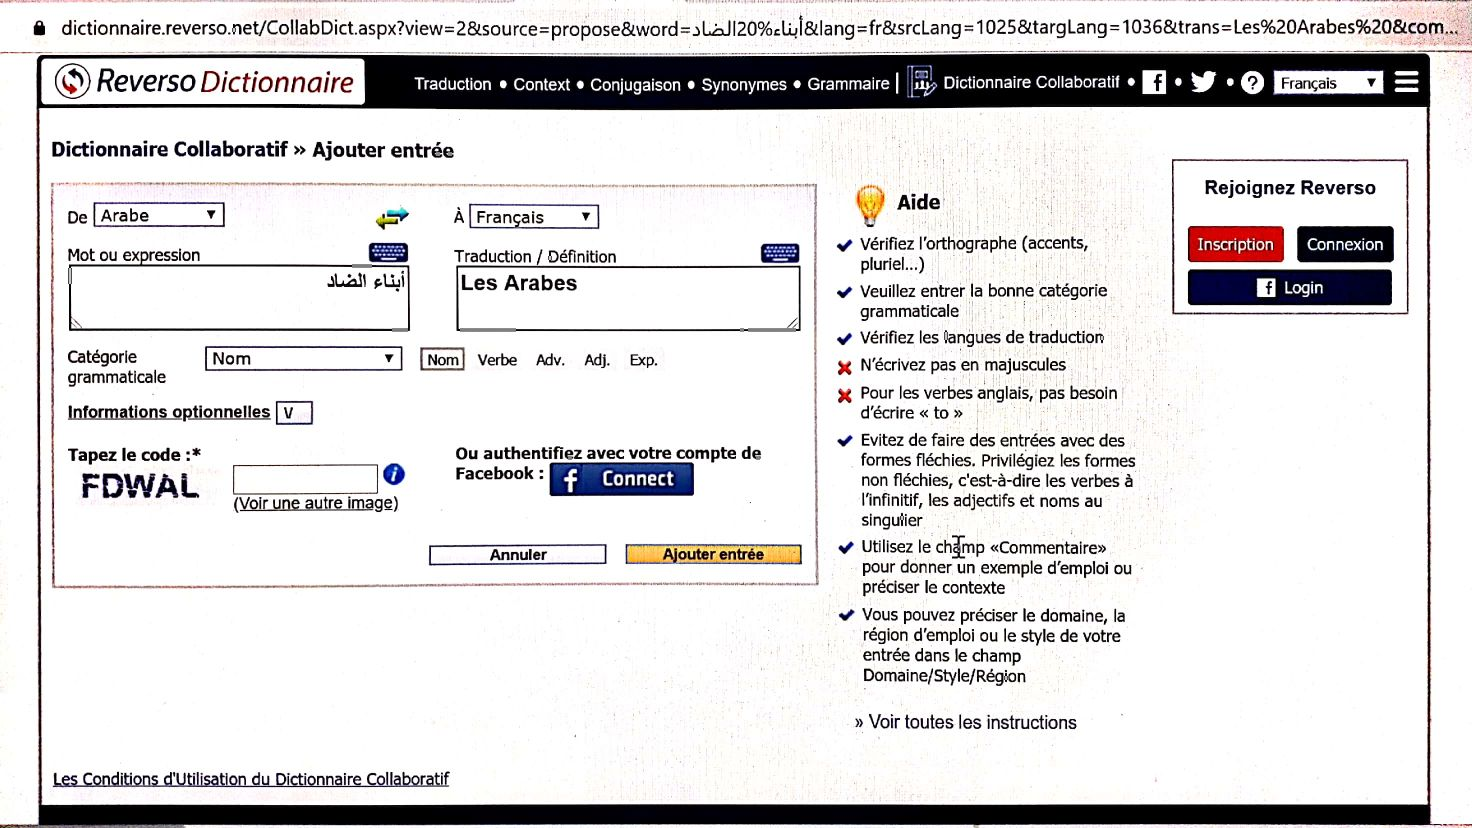 dictionnaire.reverso.net/CollabDict.aspx?view=2&source=propose&word=أبناء%20الضاد&lang=fr&srcLang=1025&targLang=1036&trans=Les%20Arabes%20&com...
Reverso Dictionnaire
Traduction • Context • Conjugaison • Synonymes • Grammaire | Dictionnaire Collaboratif • f • • ? Français
Dictionnaire Collaboratif » Ajouter entrée
De Arabe
À Français
Mot ou expression
Traduction / Définition
أبناء الضاد
Les Arabes
Catégorie grammaticale
Nom
Nom Verbe Adv. Adj. Exp.
Informations optionnelles V
Tapez le code :*
FDWAL
(Voir une autre image)
Ou authentifiez avec votre compte de
Facebook : f Connect
Annuler
Ajouter entrée
Aide
Vérifiez l'orthographe (accents,
pluriel...)
Veuillez entrer la bonne catégorie
grammaticale
Vérifiez les langues de traduction
N'écrivez pas en majuscules
Pour les verbes anglais, pas besoin
d'écrire « to »
Evitez de faire des entrées avec des
formes fléchies. Privilégiez les formes
non fléchies, c'est-à-dire les verbes à
l'infinitif, les adjectifs et noms au
singulier
Utilisez le champ «Commentaire»
pour donner un exemple d'emploi ou
préciser le contexte
Vous pouvez préciser le domaine, la
région d'emploi ou le style de votre
entrée dans le champ
Domaine/Style/Région
» Voir toutes les instructions
Rejoignez Reverso
Inscription
Connexion
f Login
Les Conditions d'Utilisation du Dictionnaire Collaboratif